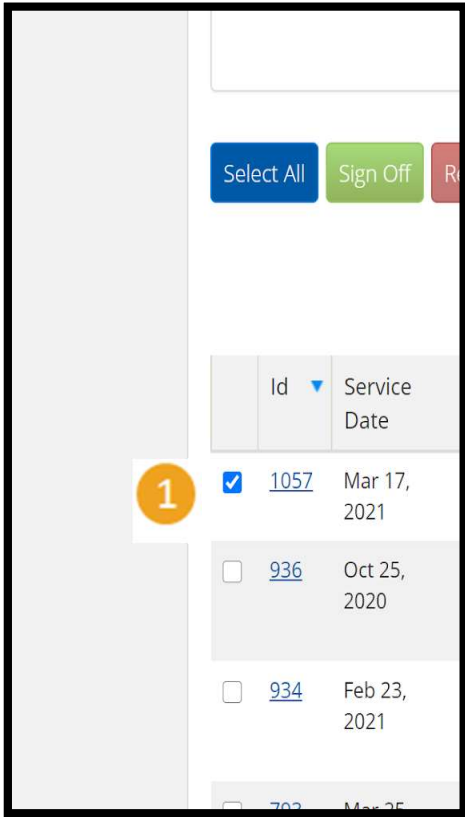 Select All Sign Off
Id Service
Date
1 1057 Mar 17,
2021
936 Oct 25,
2020
934 Feb 23,
2021